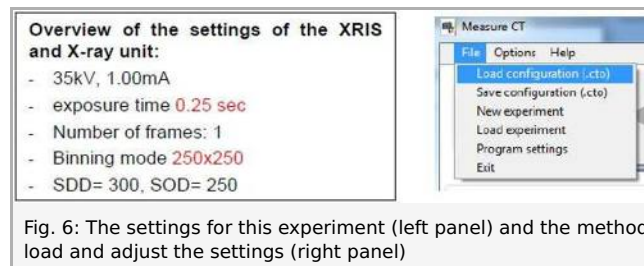 Overview of the settings of the XRIS
and X-ray unit:
- 35kV, 1.00mA
- exposure time 0.25 sec
- Number of frames: 1
- Binning mode 250x250
- SDD= 300, SOD= 250
Measure CT
File Options Help
Load configuration (.cto)
Save configuration (.cto)
New experiment
Load experiment
Program settings
Exit
Fig. 6: The settings for this experiment (left panel) and the method
load and adjust the settings (right panel)